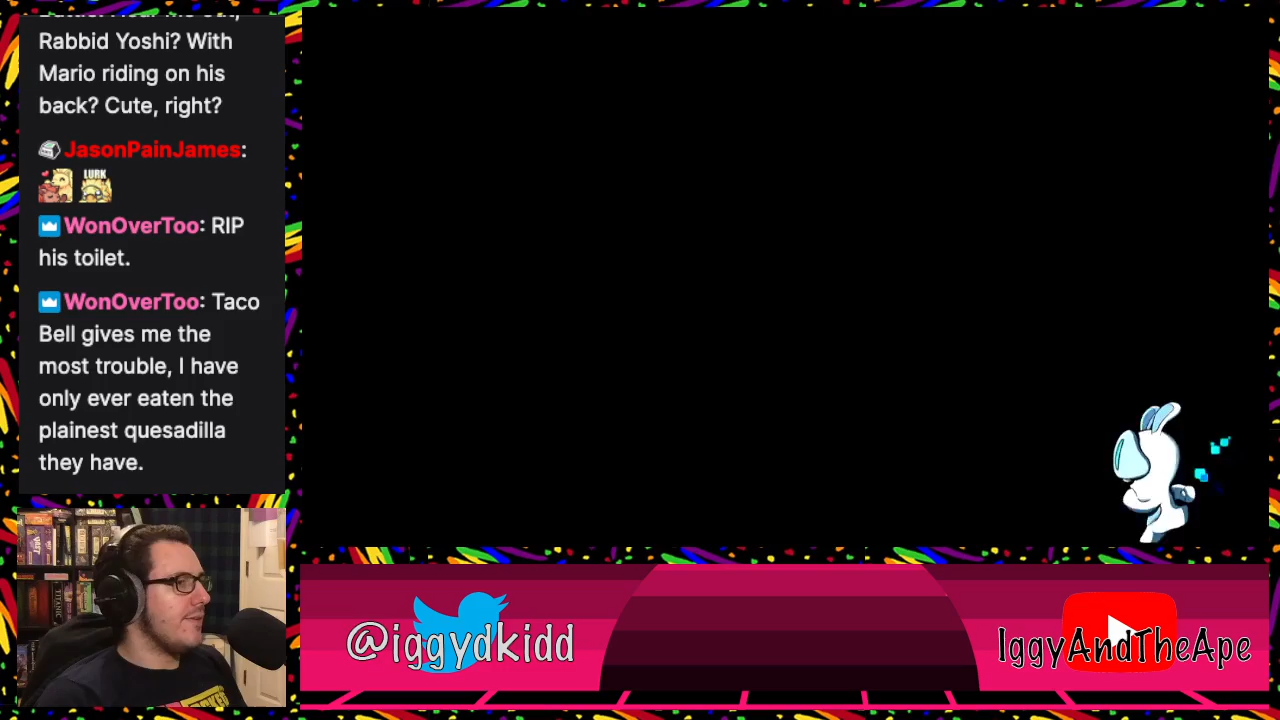 Rabbid Yoshi? With
Mario riding on his
back? Cute, right?
JasonPainJames:
LURK
WonOverToo: RIP
his toilet.
WonOverToo: Taco
Bell gives me the
most trouble, I have
only ever eaten the
plainest quesadilla
they have.
TITANIC
@iggydkidd
IggyAndTheApe